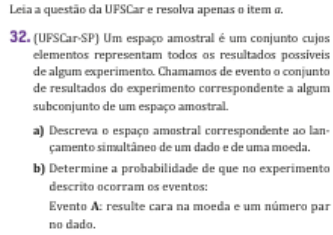 Leia a questão da UFSCar e resolva apenas o item a.
32. (UFSCar-SP) Um espaço amostral é um conjunto cujos
elementos representam todos os resultados possíveis
de algum experimento. Chamamos de evento o conjunto
de resultados do experimento correspondente a algum
subconjunto de um espaço amostral.
a) Descreva o espaço amostral correspondente ao lan-
çamento simultâneo de um dado e de uma moeda.
b) Determine a probabilidade de que no experimento
descrito ocorram os eventos:
Evento A: resulte cara na moeda e um número par
no dado.